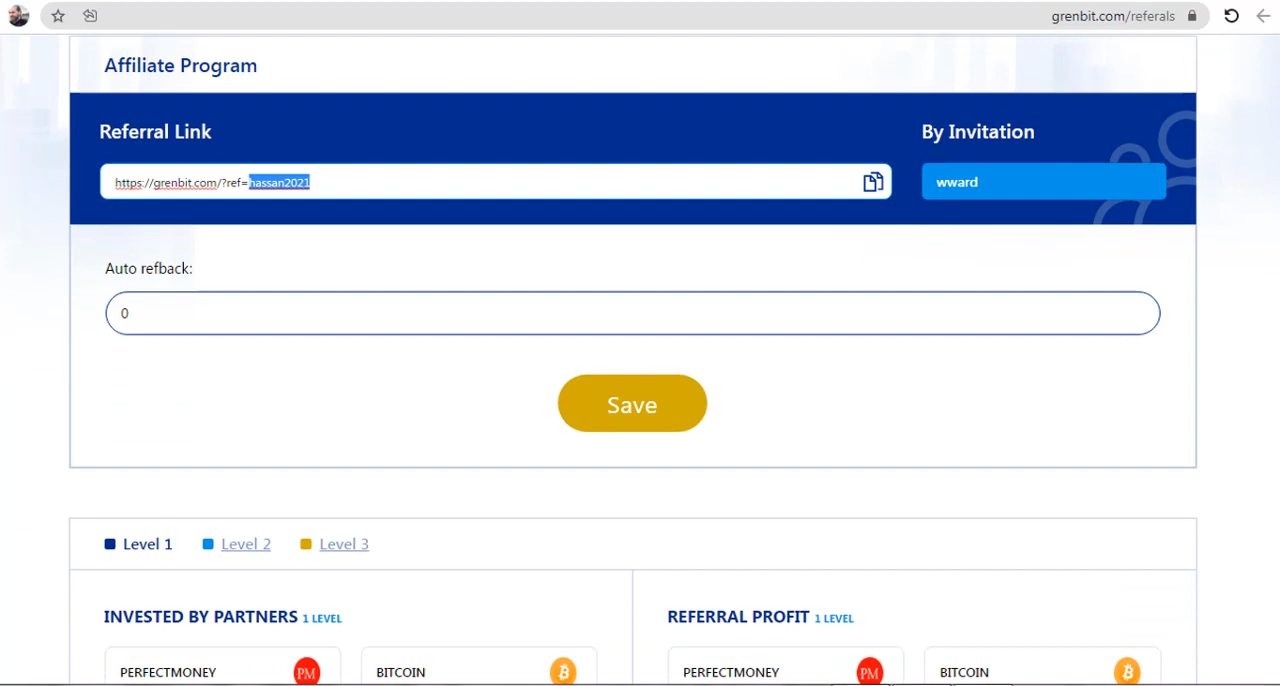 grenbit.com/referals
Affiliate Program
Referral Link
By Invitation
https://grenbit.com/?ref=hassan2021
wward
Auto refback:
0
Save
Level 1 Level 2 Level 3
INVESTED BY PARTNERS 1 LEVEL
REFERRAL PROFIT 1 LEVEL
PERFECTMONEY PM BITCOIN
PERFECTMONEY PM BITCOIN